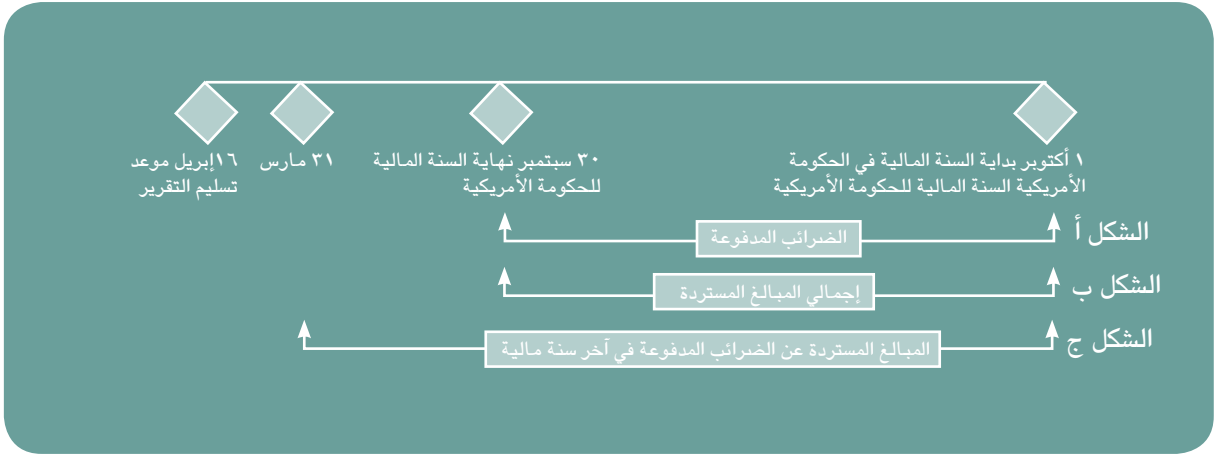 ١ أكتوبر بداية السنة المالية في الحكومة
الأمريكية السنة المالية للحكومة الأمريكية
٣٠ سبتمبر نهاية السنة المالية
للحكومة الأمريكية
٣١ مارس
١٦إبريل موعد
تسليم التقرير
الشكل أ
الضرائب المدفوعة
الشكل ب
إجمالي المبالغ المستردة
الشكل ج
المبالغ المستردة عن الضرائب المدفوعة في آخر سنة مالية